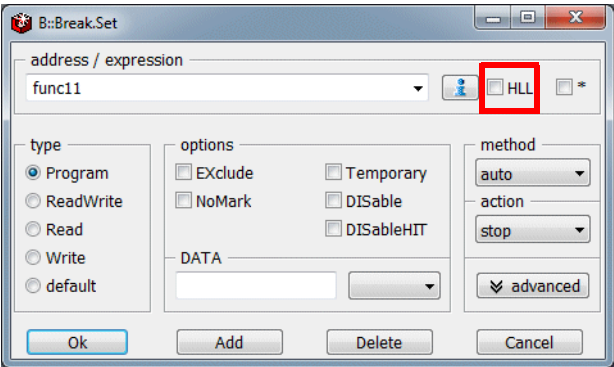 B::Break.Set
address / expression
func11
HLL
*
type
Program
ReadWrite
Read
Write
default
options
EXclude
Temporary
NoMark
DISable
DISableHIT
DATA
method
auto
action
stop
advanced
Ok
Add
Delete
Cancel